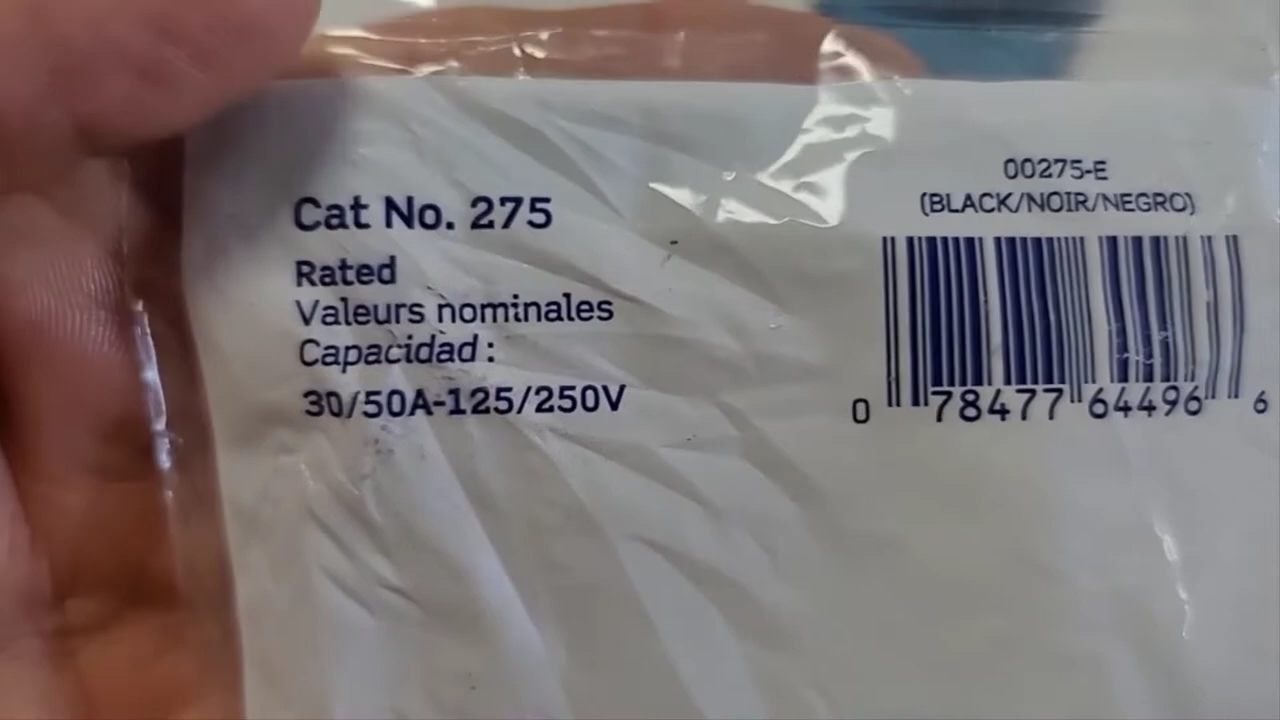 Cat No. 275
Rated
Valeurs nominales
Capacidad :
30/50A-125/250V
00275-E
(BLACK/NOIR/NEGRO)
0 78477 64496 6